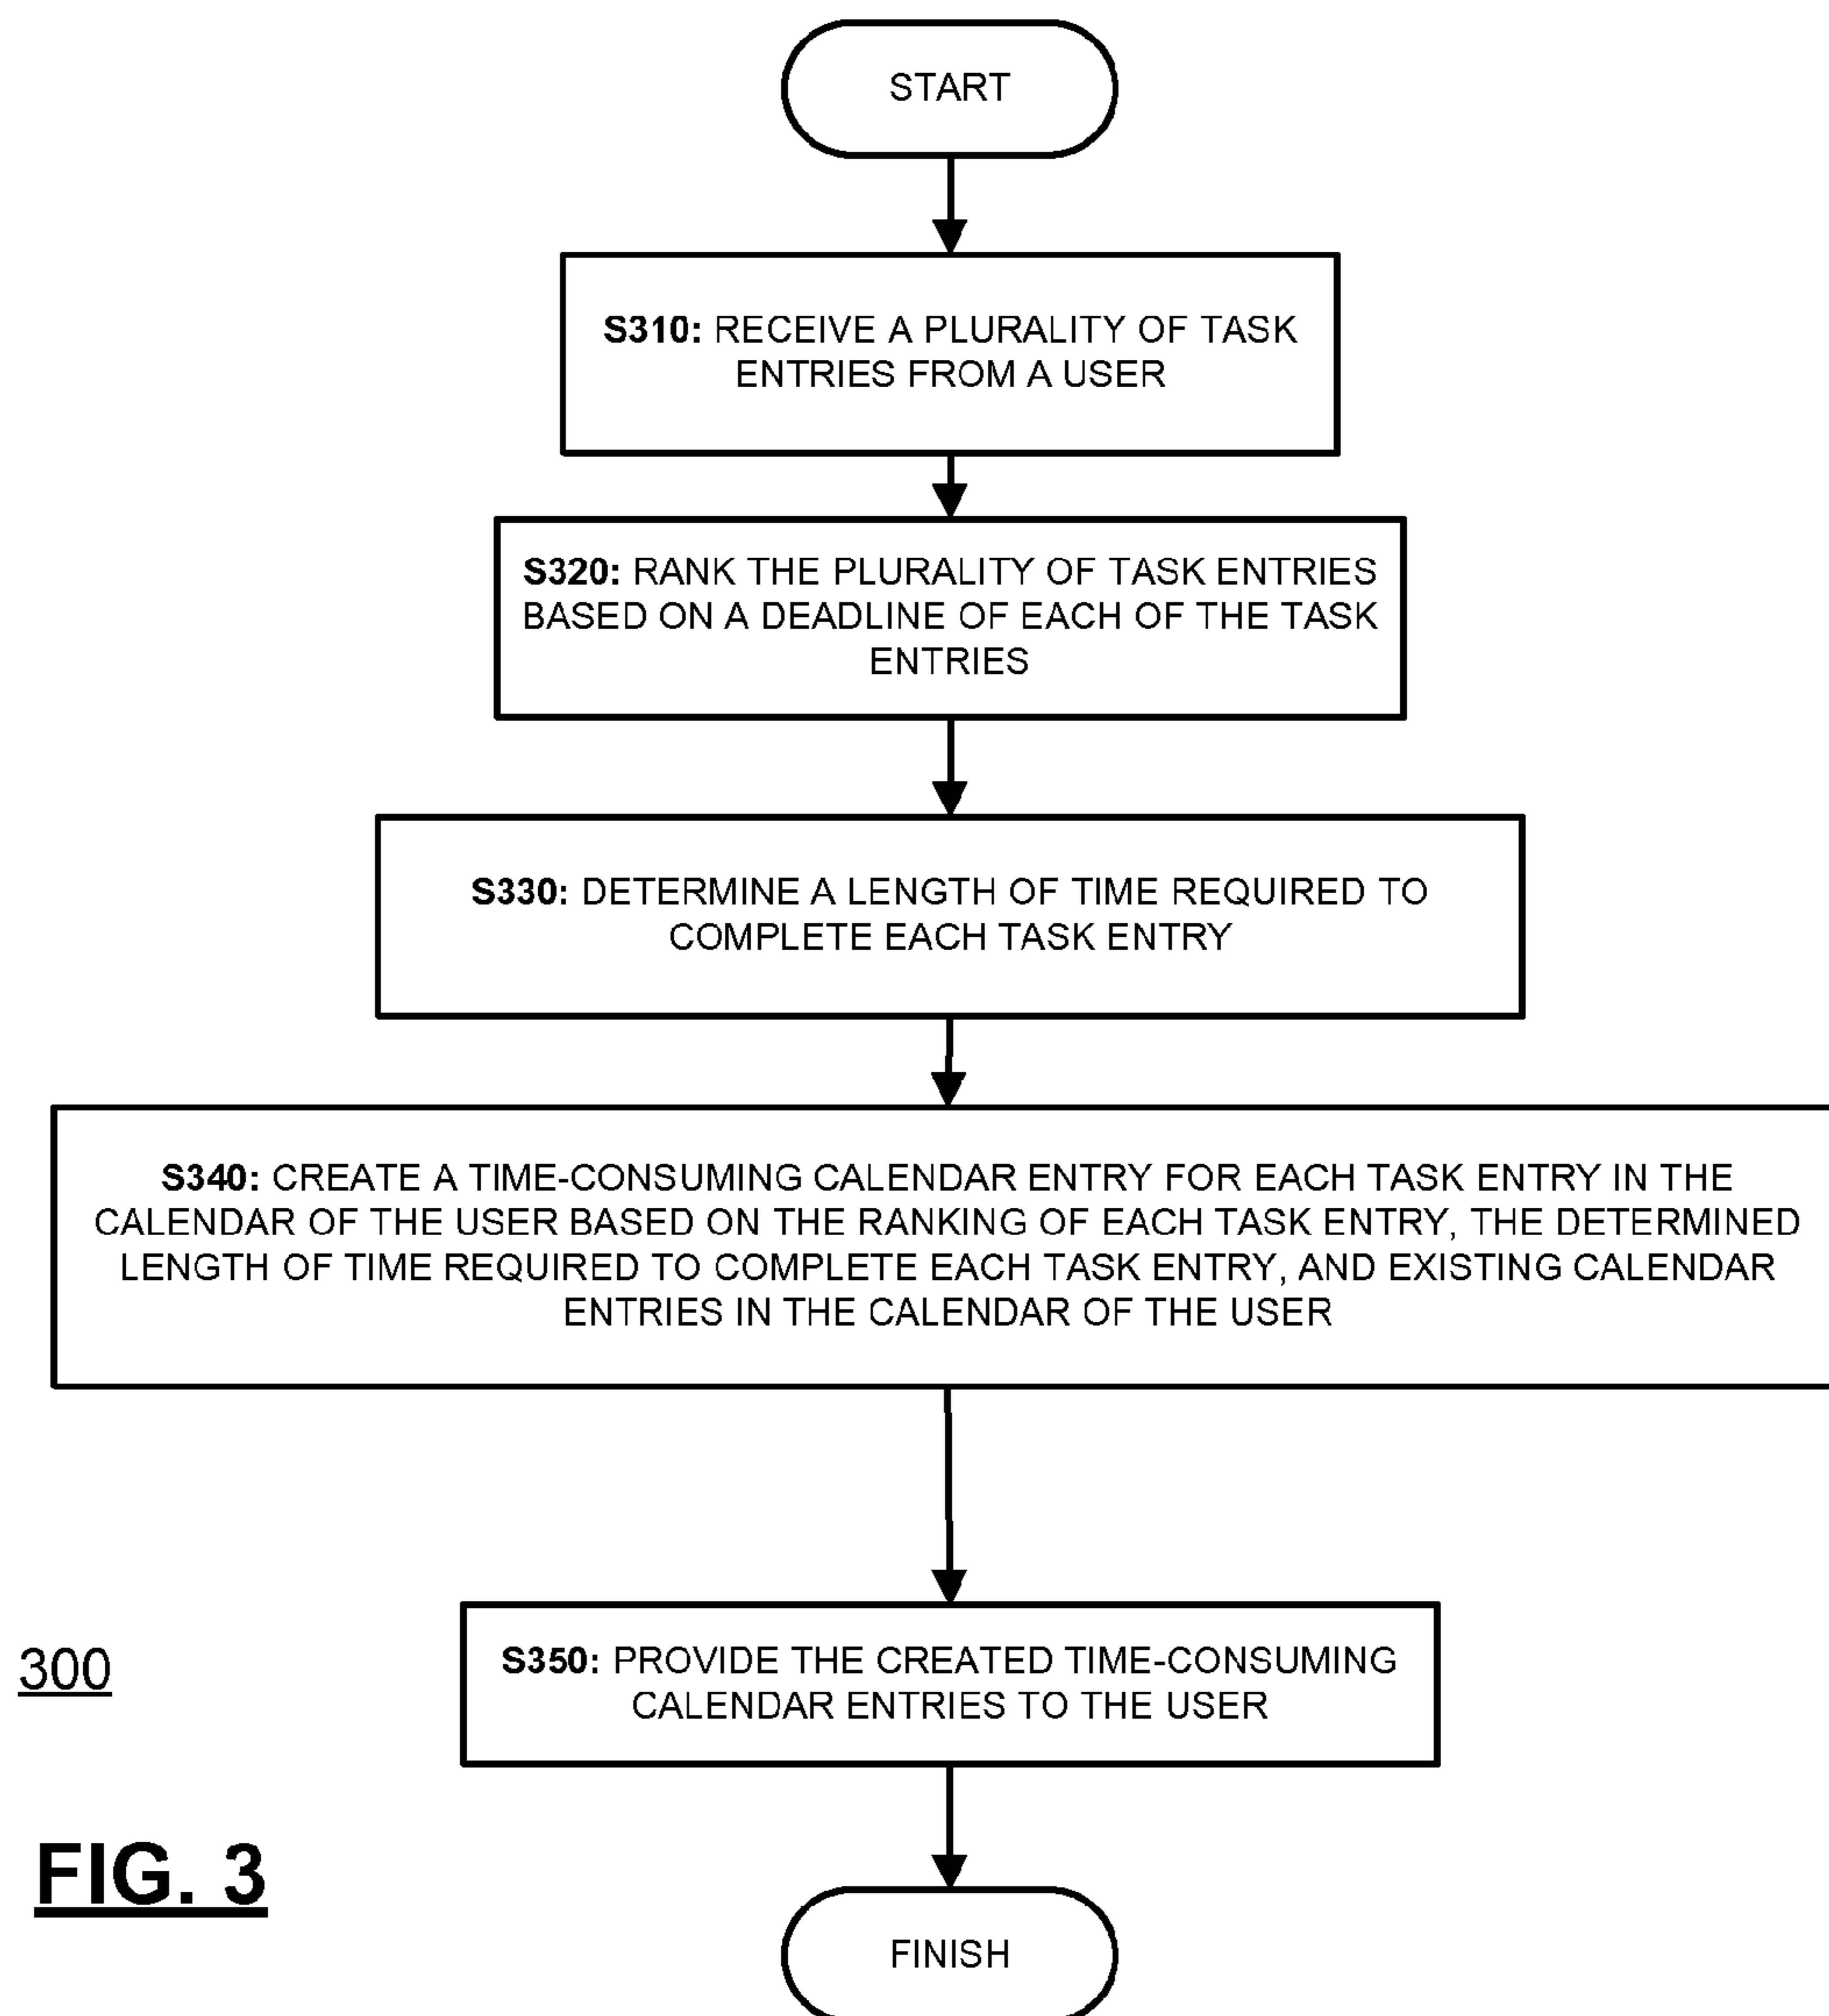 START
S310: RECEIVE A PLURALITY OF TASK
ENTRIES FROM A USER
S320: RANK THE PLURALITY OF TASK ENTRIES
BASED ON A DEADLINE OF EACH OF THE TASK
ENTRIES
S330: DETERMINE A LENGTH OF TIME REQUIRED TO
COMPLETE EACH TASK ENTRY
S340: CREATE A TIME-CONSUMING CALENDAR ENTRY FOR EACH TASK ENTRY IN THE
CALENDAR OF THE USER BASED ON THE RANKING OF EACH TASK ENTRY, THE DETERMINED
LENGTH OF TIME REQUIRED TO COMPLETE EACH TASK ENTRY, AND EXISTING CALENDAR
ENTRIES IN THE CALENDAR OF THE USER
S350: PROVIDE THE CREATED TIME-CONSUMING
CALENDAR ENTRIES TO THE USER
300
FIG. 3
FINISH